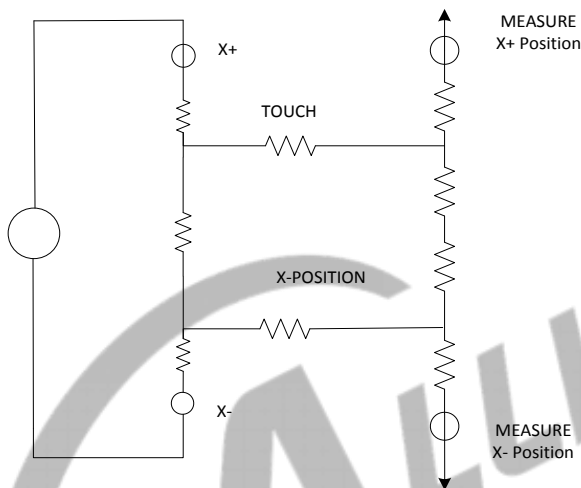 X+
MEASURE
X+ Position
TOUCH
X-POSITION
X-
MEASURE
X- Position